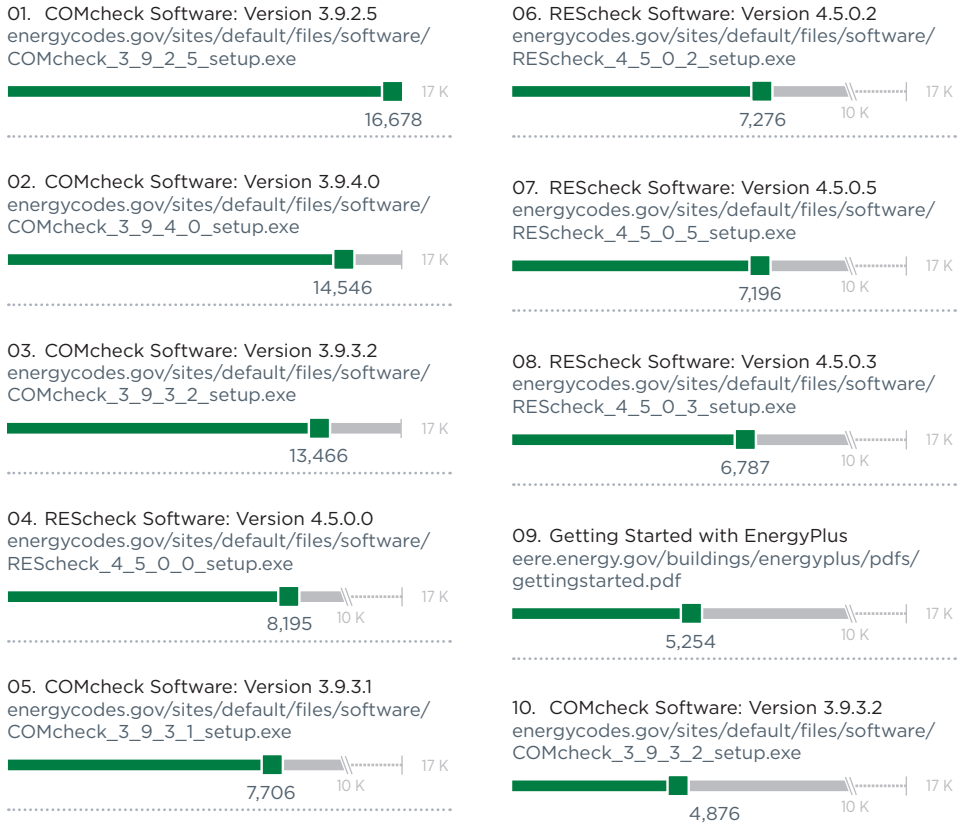 01. COMcheck Software: Version 3.9.2.5
energycodes.gov/sites/default/files/software/
COMcheck_3_9_2_5_setup.exe
17 K
16,678
02. COMcheck Software: Version 3.9.4.0
energycodes.gov/sites/default/files/software/
COMcheck_3_9_4_0_setup.exe
17 K
14,546
03. COMcheck Software: Version 3.9.3.2
energycodes.gov/sites/default/files/software/
COMcheck_3_9_3_2_setup.exe
17 K
13,466
04. REScheck Software: Version 4.5.0.0
energycodes.gov/sites/default/files/software/
REScheck_4_5_0_0_setup.exe
17 K
8,195
10 K
05. COMcheck Software: Version 3.9.3.1
energycodes.gov/sites/default/files/software/
COMcheck_3_9_3_1_setup.exe
17 K
7,706
10 K
06. REScheck Software: Version 4.5.0.2
energycodes.gov/sites/default/files/software/
REScheck_4_5_0_2_setup.exe
17 K
7,276
10 K
07. REScheck Software: Version 4.5.0.5
energycodes.gov/sites/default/files/software/
REScheck_4_5_0_5_setup.exe
17 K
7,196
10 K
08. REScheck Software: Version 4.5.0.3
energycodes.gov/sites/default/files/software/
REScheck_4_5_0_3_setup.exe
17 K
6,787
10 K
09. Getting Started with EnergyPlus
eere.energy.gov/buildings/energyplus/pdfs/
gettingstarted.pdf
17 K
5,254
10 K
10. COMcheck Software: Version 3.9.3.2
energycodes.gov/sites/default/files/software/
COMcheck_3_9_3_2_setup.exe
17 K
4,876
10 K